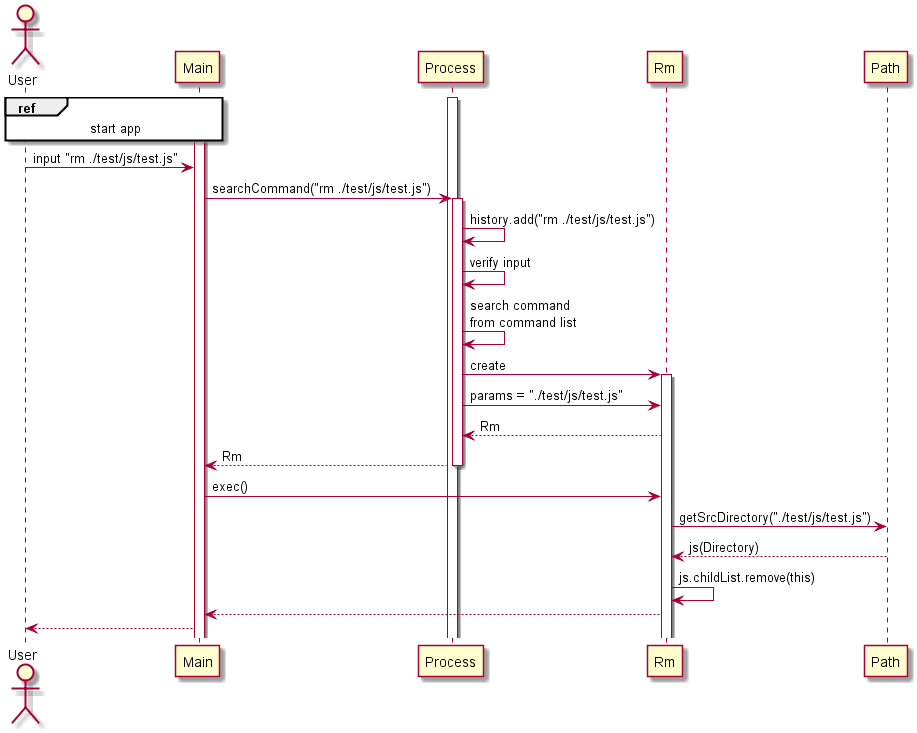 User
Main
Process
Rm
Path
ref
start app
input "rm ./test/js/test.js"
searchCommand("rm ./test/js/test.js")
history.add("rm ./test/js/test.js")
verify input
search command
from command list
create
params = "./test/js/test.js"
Rm
Rm
exec()
getSrcDirectory("./test/js/test.js")
js(Directory)
js.childList.remove(this)
User
Main
Process
Rm
Path